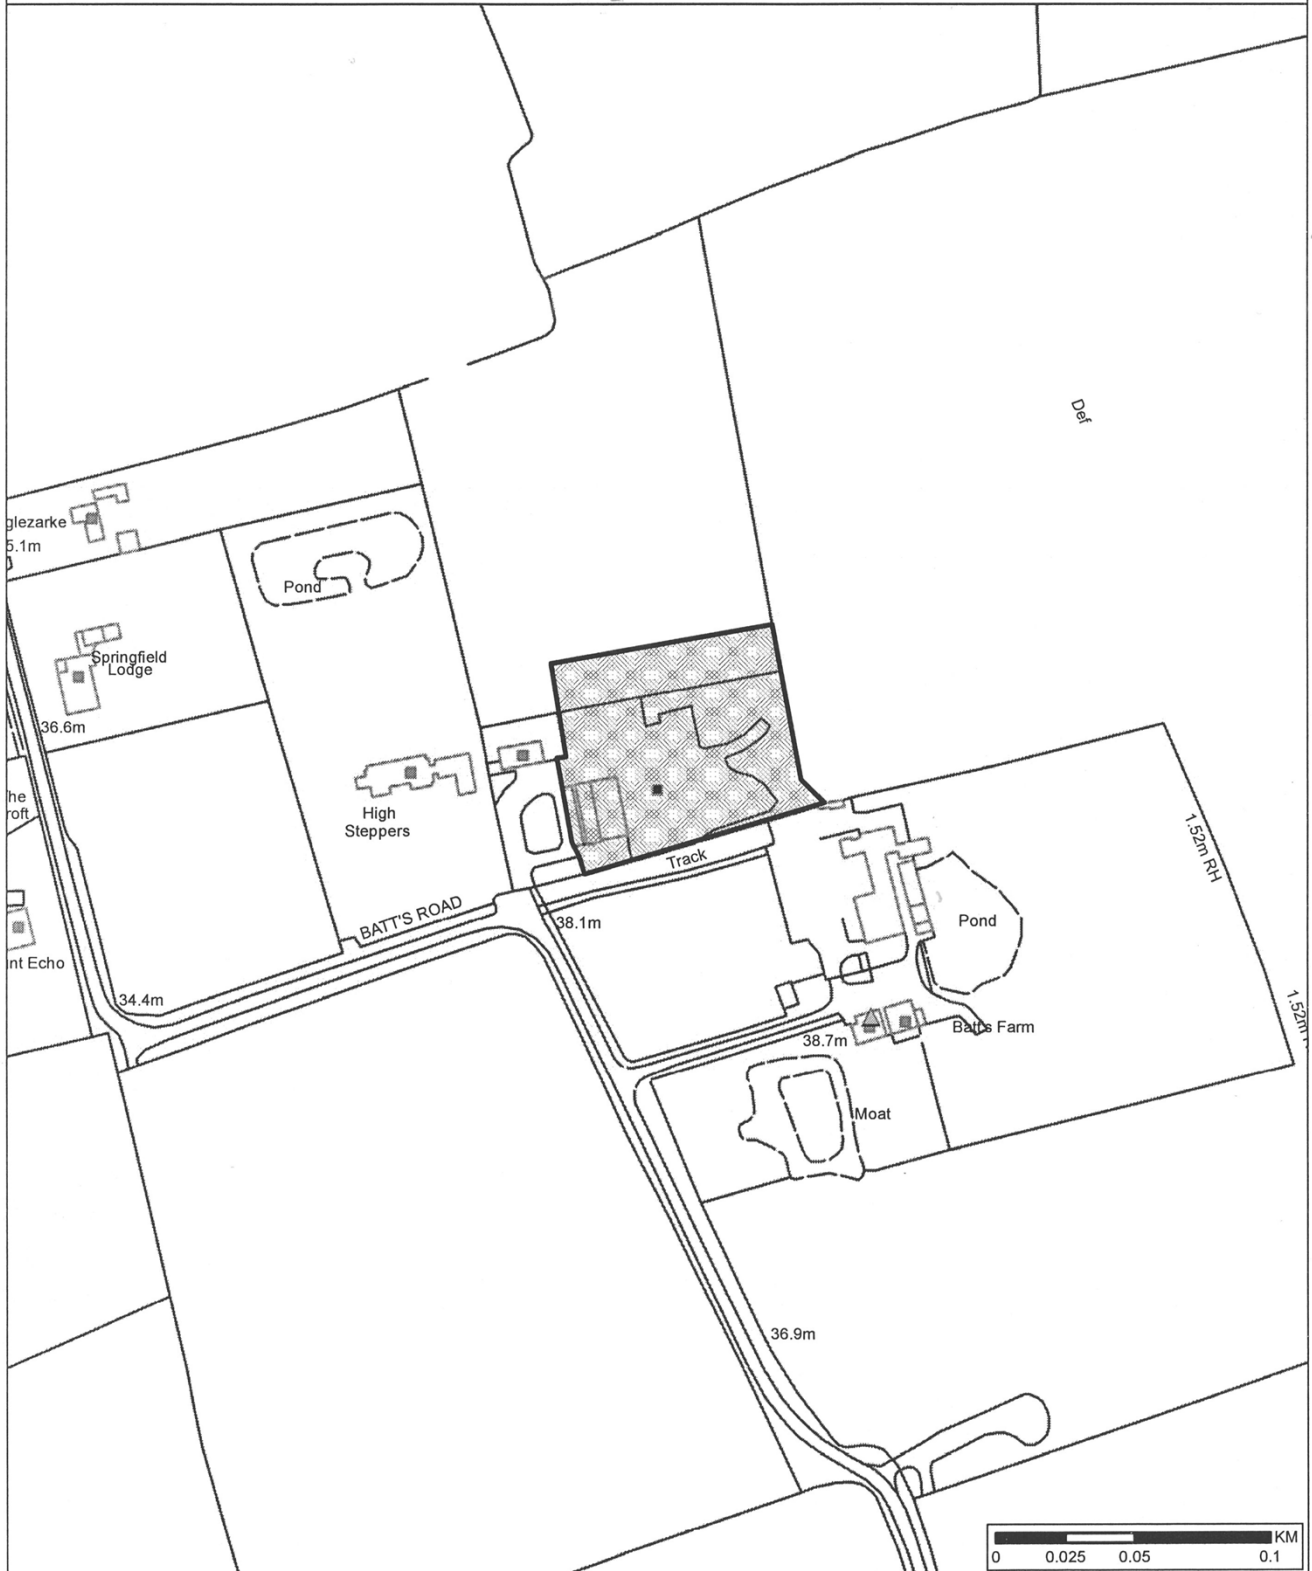 Def
glezarke
5.1m
Pond
Springfield
Lodge
36.6m
he
roft
High
Steppers
Track
1.52m RH
BATT'S ROAD
38.1m
Pond
int Echo
34.4m
1.52m
Batt's Farm
38.7m
Moat
36.9m
KM
0 0.025 0.05 0.1